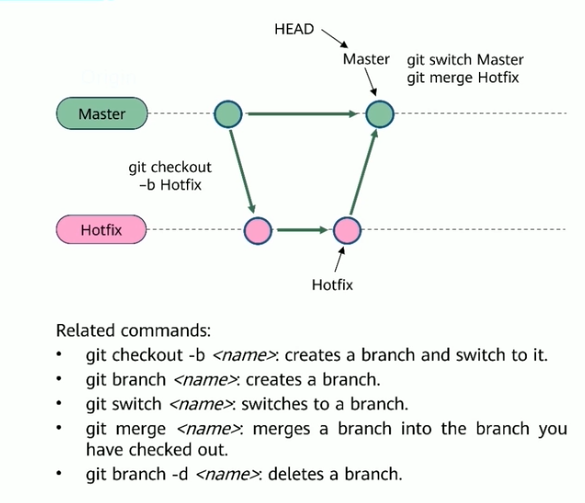 HEAD
Master
git switch Master
git merge Hotfix
Master
git checkout
–b Hotfix
Hotfix
Hotfix
Related commands:
• git checkout -b <name>: creates a branch and switch to it.
• git branch <name>: creates a branch.
• git switch <name>: switches to a branch.
• git merge <name>: merges a branch into the branch you
have checked out.
• git branch -d <name>: deletes a branch.